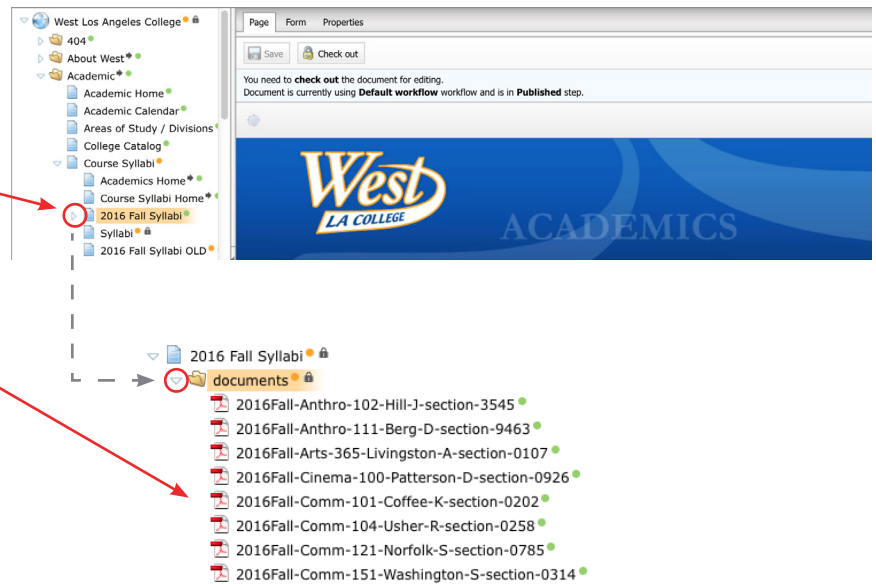 West Los Angeles College
404
About West
Academic
Academic Home
Academic Calendar
Areas of Study / Divisions
College Catalog
Course Syllabi
Academics Home
Course Syllabi Home
2016 Fall Syllabi
Syllabi
2016 Fall Syllabi OLD
Page Form Properties
Save Check out
You need to check out the document for editing.
Document is currently using Default workflow workflow and is in Published step.
West
LA COLLEGE
ACADEMICS
2016 Fall Syllabi
documents
2016Fall-Anthro-102-Hill-J-section-3545
2016Fall-Anthro-111-Berg-D-section-9463
2016Fall-Arts-365-Livingston-A-section-0107
2016Fall-Cinema-100-Patterson-D-section-0926
2016Fall-Comm-101-Coffee-K-section-0202
2016Fall-Comm-104-Usher-R-section-0258
2016Fall-Comm-121-Norfolk-S-section-0785
2016Fall-Comm-151-Washington-S-section-0314